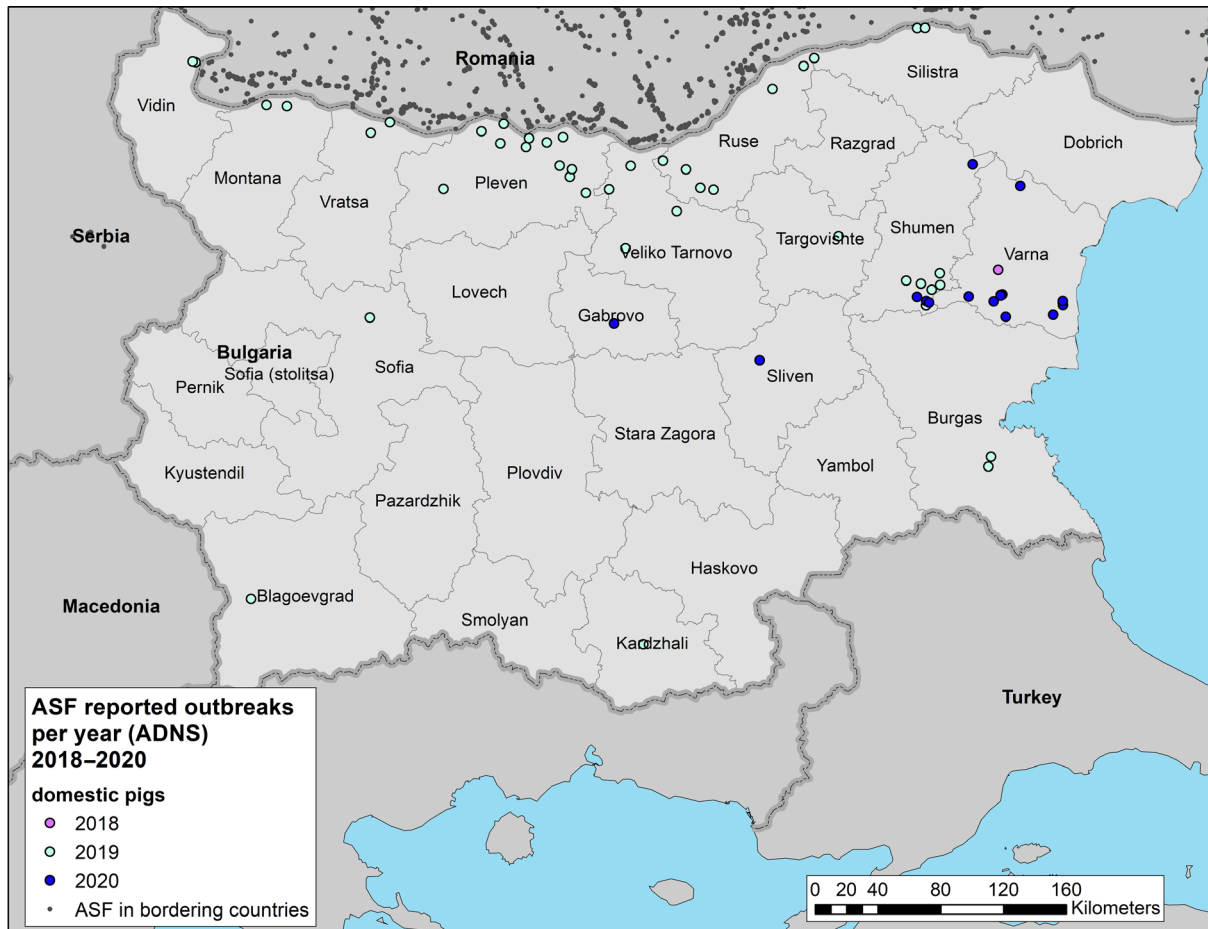 Romania
Silistra
Vidin
Dobrich
Ruse
Razgrad
Montana
Pleven
Vratsa
Serbia
Shumen
Targovishte
Veliko Tarnovo
Varna
Lovech
Gabrovo
Bulgaria
Sofia
Sofia (stolitsa)
Pernik
Sliven
Burgas
Stara Zagora
Kyustendil
Plovdiv
Yambol
Pazardzhik
Haskovo
Blagoevgrad
Macedonia
Smolyan
Kardzhali
Turkey
ASF reported outbreaks
per year (ADNS)
2018–2020
domestic pigs
2018
2019
2020
ASF in bordering countries
0 20 40 80 120 160
Kilometers